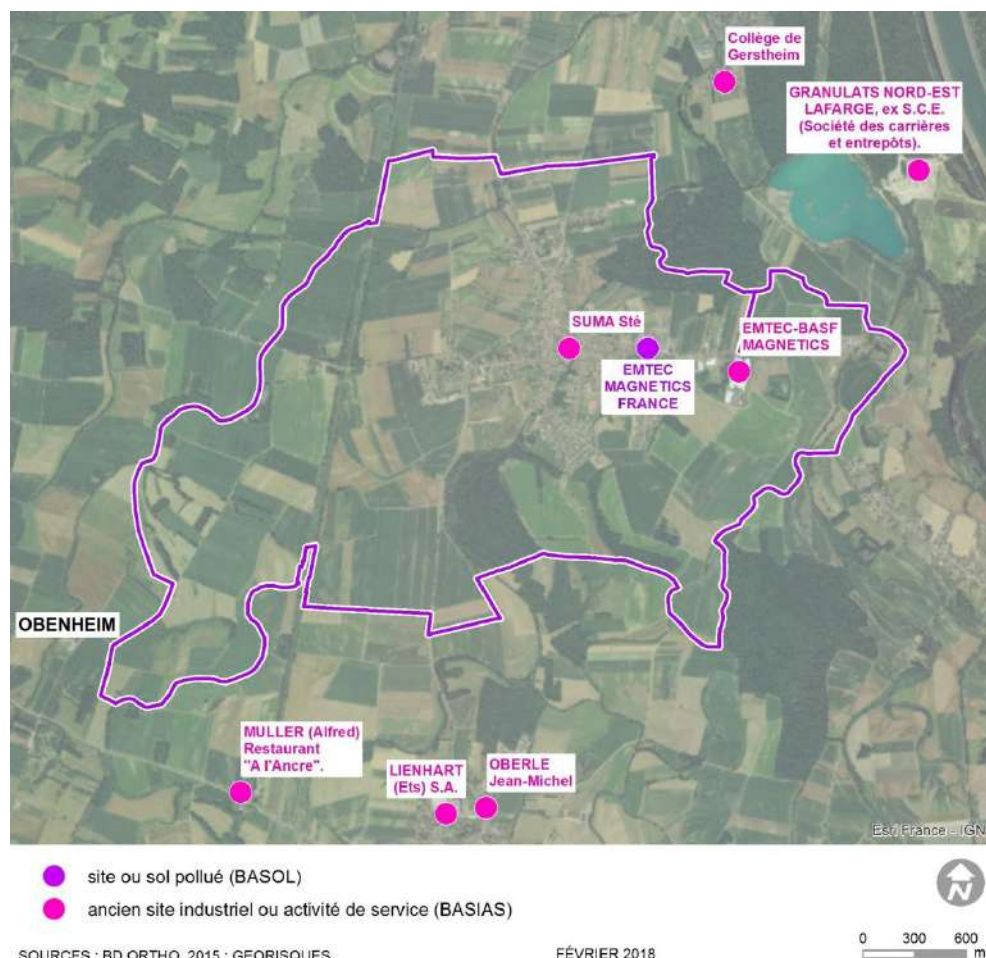 Collège de
Gerstheim
GRANULATS NORD-EST
LAFARGE, ex S.C.E.
(Société des carrières
et entrepôts).
SUMA Sté
EMTEC-BASF
MAGNETICS
EMTEC
MAGNETICS
FRANCE
OBENHEIM
MULLER (Alfred)
Restaurant
"A l'Ancre".
LIENHART
(Ets) S.A.
OBERLE
Jean-Michel
Esri France - IGN
site ou sol pollué (BASOL)
ancien site industriel ou activité de service (BASIAS)
N
SOURCES : BD ORTHO, 2015 ; GEORISQUES
FÉVRIER 2018
0 300 600
m